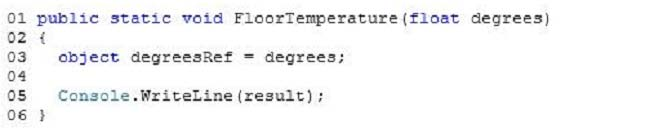 01 public static void FloorTemperature(float degrees)
02 {
03   object degreesRef = degrees;
04
05   Console.WriteLine(result);
06 }